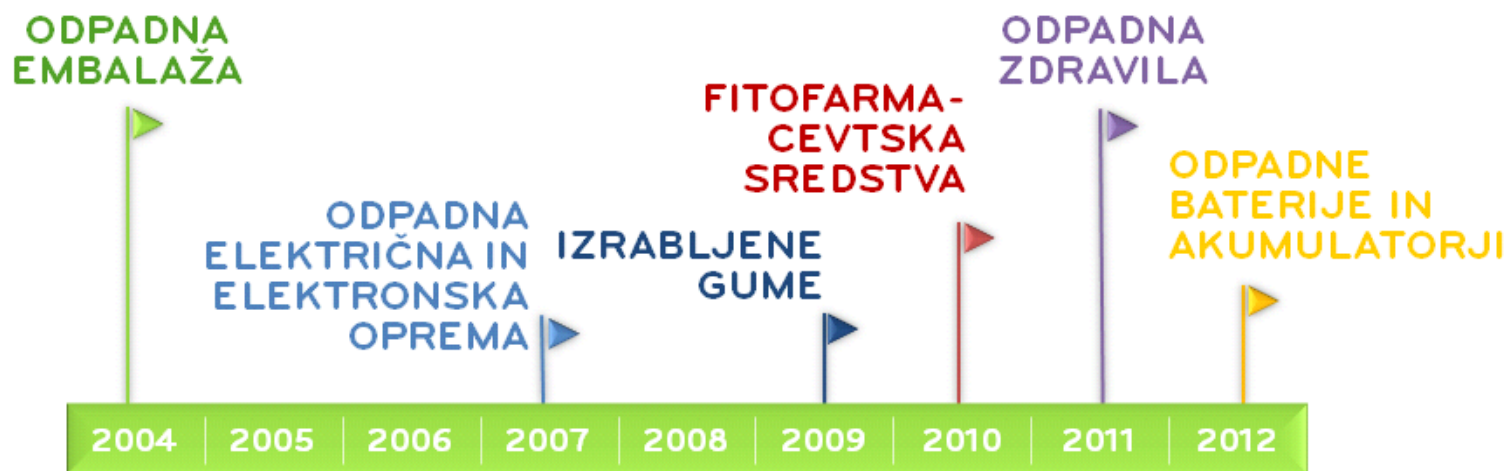 ODPADNA
EMBALAŽA
ODPADNA
ELEKTRIČNA IN
ELEKTRONSKA
OPREMA
IZRABLJENE
GUME
FITOFARMA-
CEVTSKA
SREDSTVA
ODPADNA
ZDRAVILA
ODPADNE
BATERIJE IN
AKUMULATORJI
2004 2005 2006 2007 2008 2009 2010 2011 2012